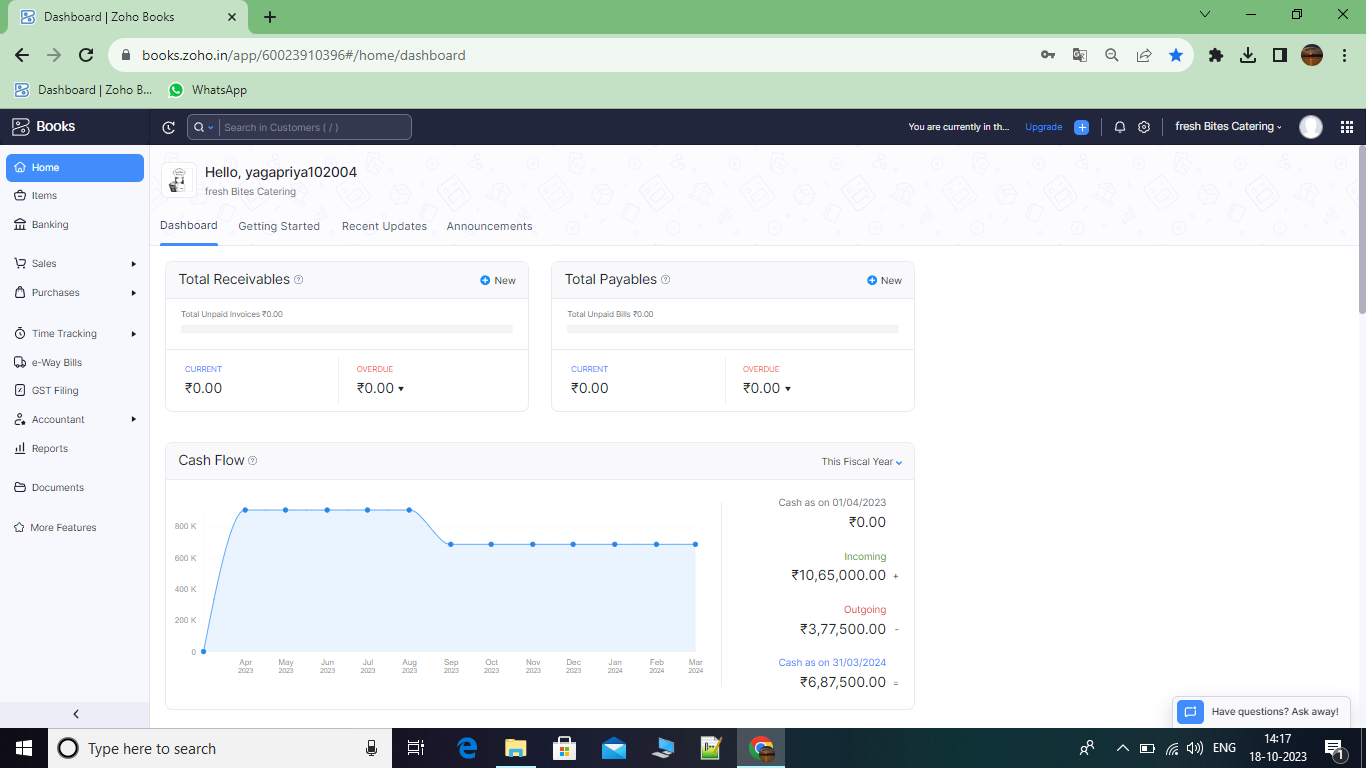 Dashboard | Zoho Books
books.zoho.in/app/60023910396#/home/dashboard
Dashboard | Zoho B... WhatsApp
Books
Search in Customers ( / )
You are currently in th... Upgrade
fresh Bites Catering
Home
Items
Banking
Sales
Purchases
Time Tracking
e-Way Bills
GST Filing
Accountant
Reports
Documents
More Features
Hello, yagapriya102004
fresh Bites Catering
Dashboard Getting Started Recent Updates Announcements
Total Receivables New
Total Unpaid Invoices ₹0.00
CURRENT OVERDUE
₹0.00 ₹0.00
Total Payables New
Total Unpaid Bills ₹0.00
CURRENT OVERDUE
₹0.00 ₹0.00
Cash Flow This Fiscal Year
800 K
600 K
400 K
200 K
0
Apr May Jun Jul Aug Sep Oct Nov Dec Jan Feb Mar
2023 2023 2023 2023 2023 2023 2023 2023 2023 2024 2024 2024
Cash as on 01/04/2023
₹0.00
Incoming
₹10,65,000.00 +
Outgoing
₹3,77,500.00 -
Cash as on 31/03/2024
₹6,87,500.00 =
Have questions? Ask away!
Type here to search
ENG
14:17
18-10-2023
1